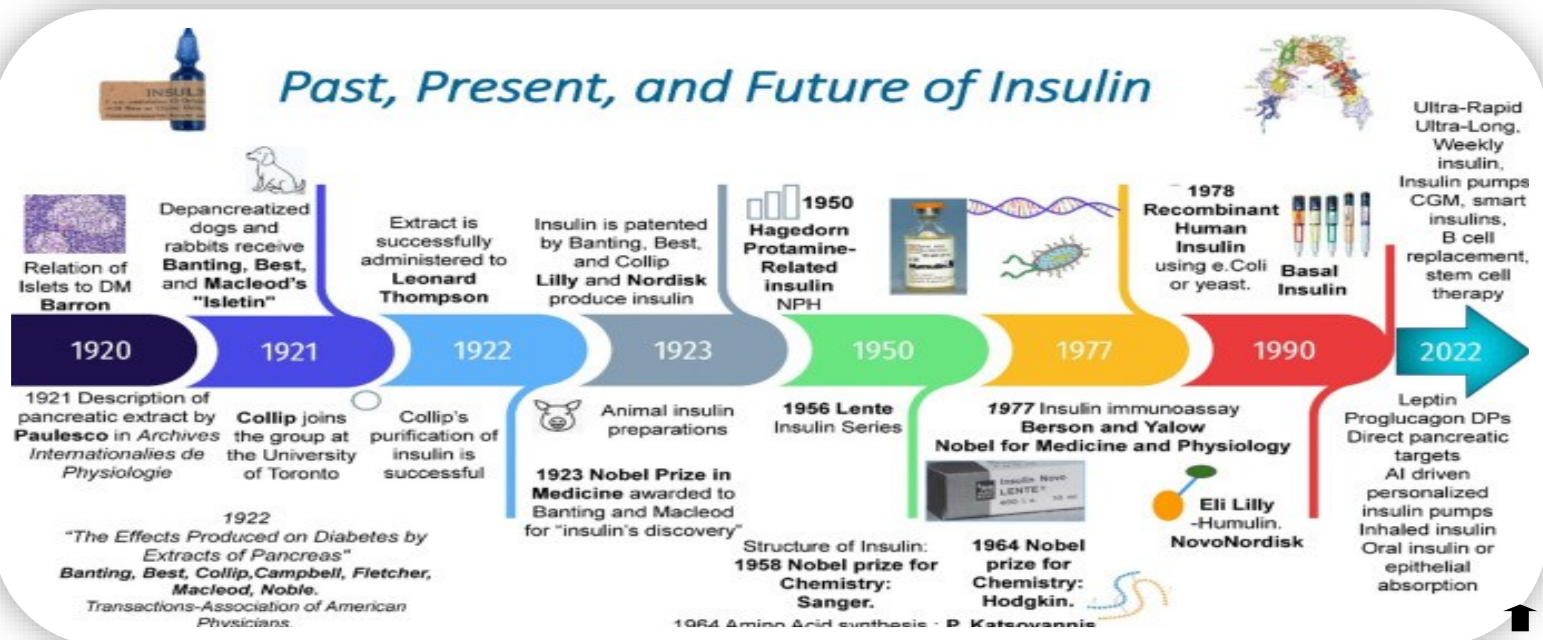 Past, Present, and Future of Insulin
INSULI
Relation of
Islets to DM
Barron
Depancreatized
dogs and
rabbits receive
Banting, Best,
and Macleod's
"Isletin"
Extract is
successfully
administered to
Leonard
Thompson
Insulin is patented
by Banting, Best,
and Collip
Lilly and Nordisk
produce insulin
1950
Hagedorn
Protamine-
Related
insulin
NPH
1978
Recombinant
Human
Insulin
using e.Coli
or yeast.
Basal
Insulin
Ultra-Rapid
Ultra-Long,
Weekly
insulin,
Insulin pumps
CGM, smart
insulins,
B cell
replacement,
stem cell
therapy
1920
1921
1922
1923
1950
1977
1990
2022
1921 Description of
pancreatic extract by
Paulesco in Archives
Internationalies de
Physiologie
Collip joins
the group at
the University
of Toronto
Collip's
purification of
insulin is
successful
Animal insulin
preparations
1923 Nobel Prize in
Medicine awarded to
Banting and Macleod
for "insulin's discovery"
1956 Lente
Insulin Series
1977 Insulin immunoassay
Berson and Yalow
Nobel for Medicine and Physiology
Insulin Novo
LENTE
Eli Lilly
-Humulin.
NovoNordisk
Leptin
Proglucagon DPs
Direct pancreatic
targets
AI driven
personalized
insulin pumps
Inhaled insulin
Oral insulin or
epithelial
absorption
1922
"The Effects Produced on Diabetes by
Extracts of Pancreas"
Banting, Best, Collip,Campbell, Fletcher,
Macleod, Noble.
Transactions-Association of American
Physicians.
Structure of Insulin:
1958 Nobel prize for
Chemistry:
Sanger.
1964 Nobel
prize for
Chemistry:
Hodgkin.
1964 Amino Acid synthesis : P. Katsoyannis